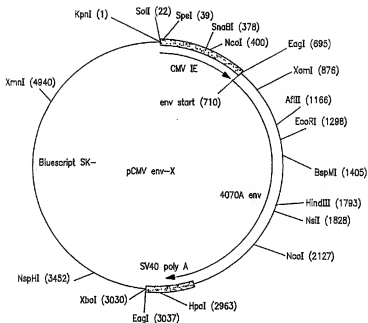 KpnI (1)
SalI (22)
SpeI (39)
SnaBI (378)
NcoI (400)
EagI (695)
XomI (876)
AflII (1166)
EcoRI (1298)
BspMI (1405)
HindIII (1793)
NsiI (1828)
NcoI (2127)
HpaI (2963)
EagI (3037)
XboI (3030)
NspHI (3452)
XmnI (4940)
CMV IE
env start (710)
Bluescript SK-
pCMV env-X
4070A env
SV40 poly A